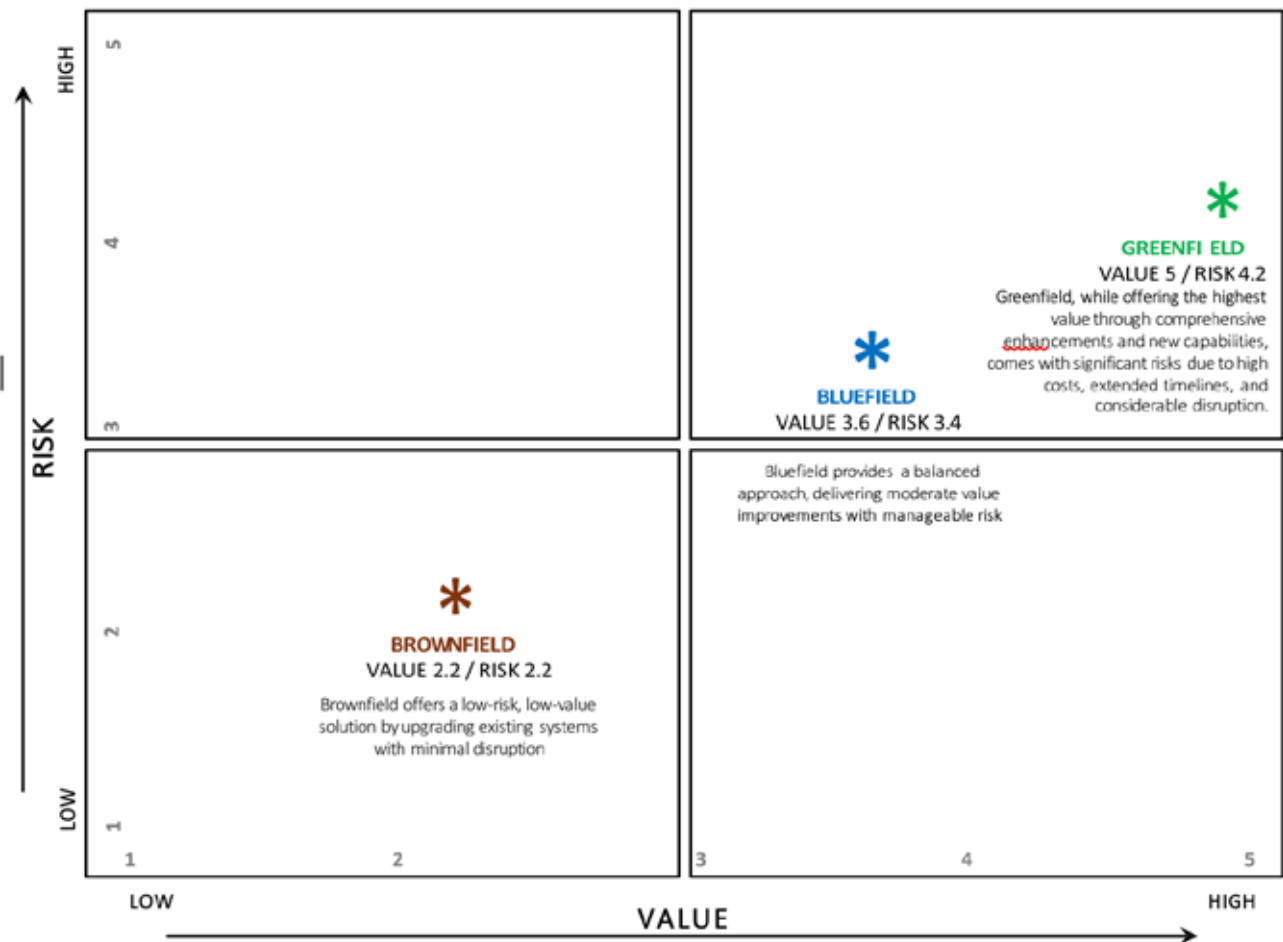 HIGH
5
4
3
2
1
LOW
RISK
*
GREENFIELD
VALUE 5 / RISK 4.2
Greenfield, while offering the highest
value through comprehensive
enhancements and new capabilities,
comes with significant risks due to high
costs, extended timelines, and
considerable disruption.
*
BLUEFIELD
VALUE 3.6 / RISK 3.4
Bluefield provides a balanced
approach, delivering moderate value
improvements with manageable risk
*
BROWNFIELD
VALUE 2.2 / RISK 2.2
Brownfield offers a low-risk, low-value
solution by upgrading existing systems
with minimal disruption
1 2 3 4 5
LOW HIGH
VALUE